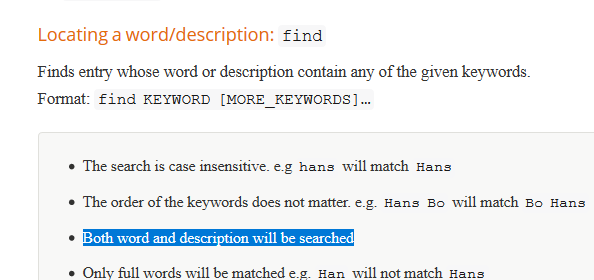 Locating a word/description: find
Finds entry whose word or description contain any of the given keywords.
Format: find KEYWORD [MORE_KEYWORDS]…
The search is case insensitive. e.g hans will match Hans
The order of the keywords does not matter. e.g. Hans Bo will match Bo Hans
Both word and description will be searched
Only full words will be matched e.g. Han will not match Hans